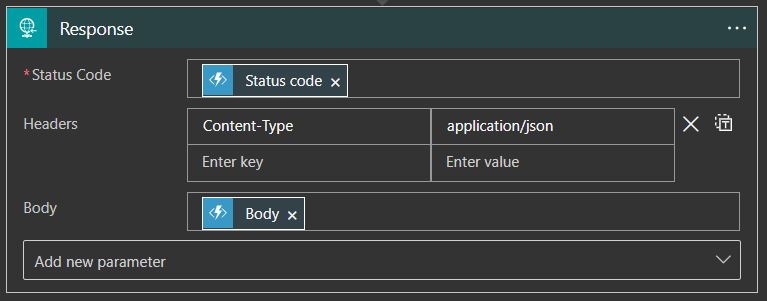 Response
* Status Code
Status code
Headers
Content-Type application/json
Enter key Enter value
Body
Body
Add new parameter